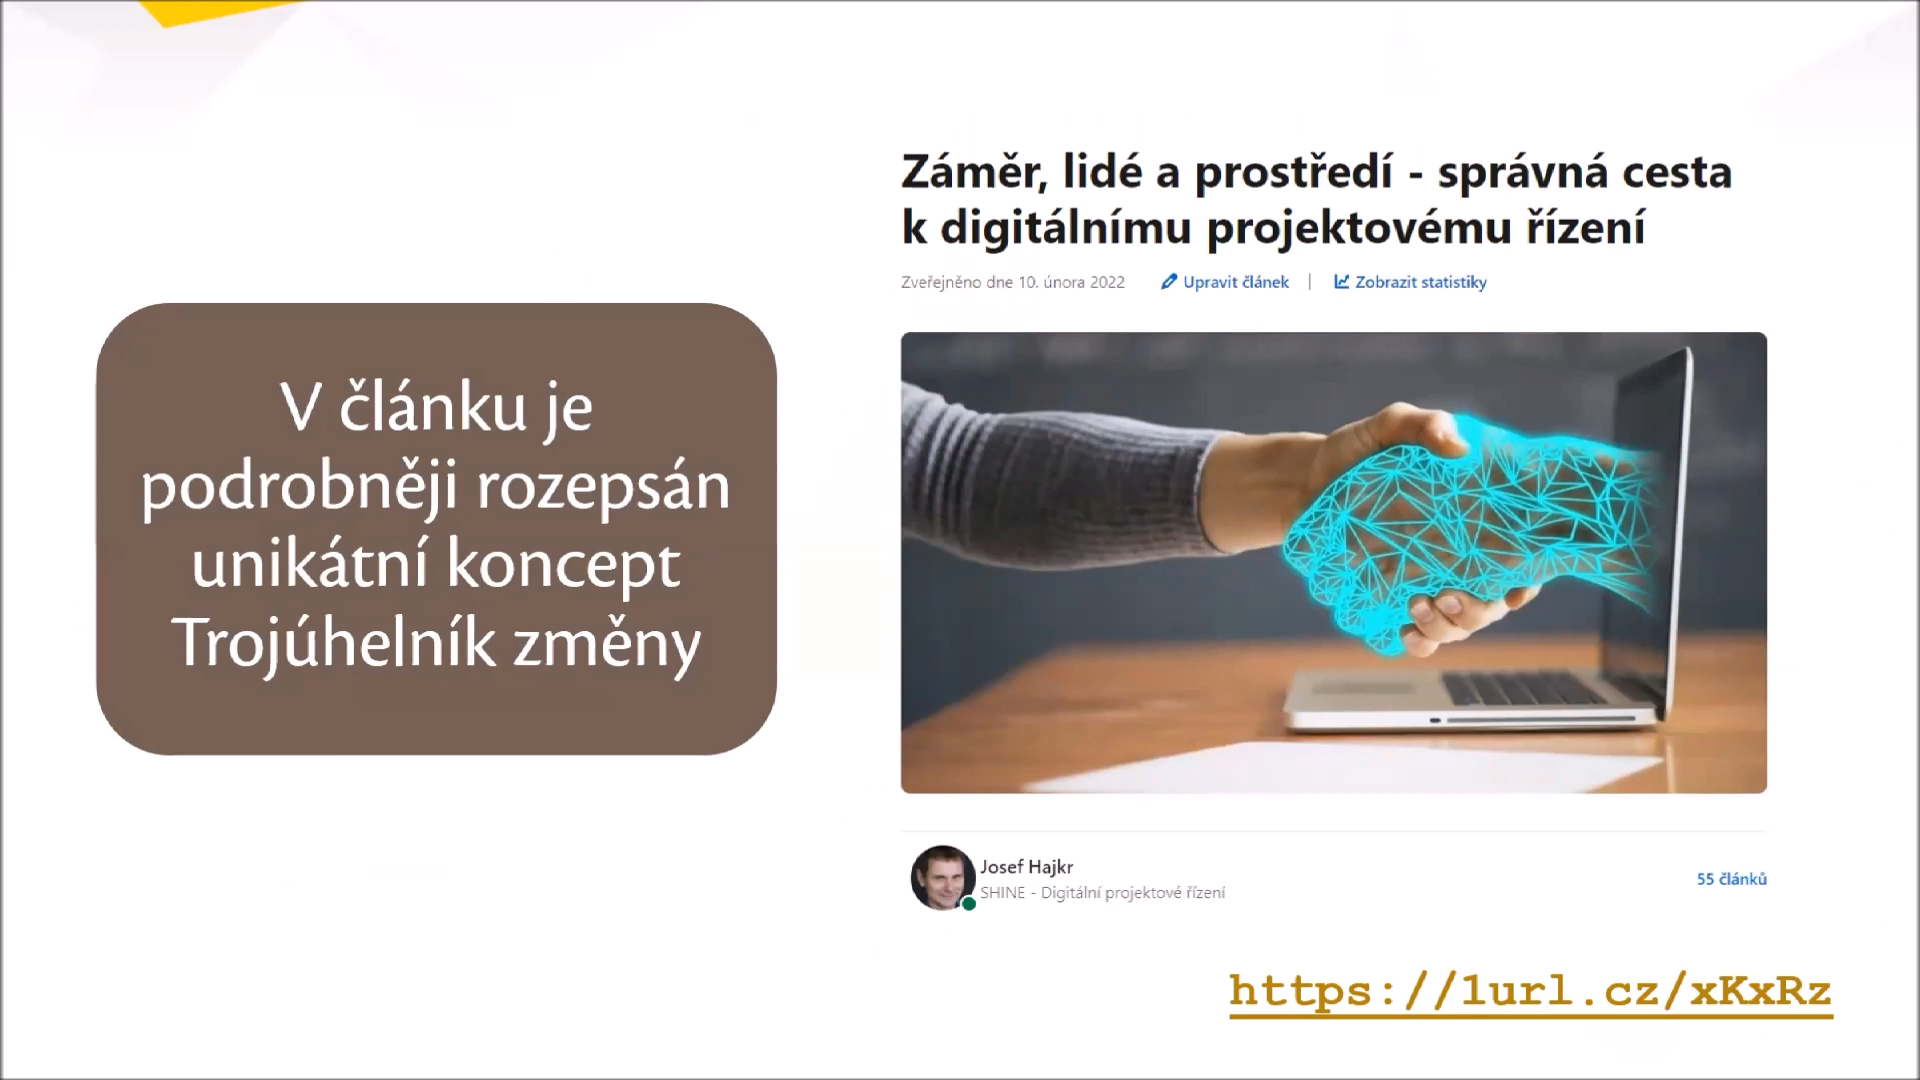 Záměr, lidé a prostředí - správná cesta
k digitálnímu projektovému řízení
Zveřejněno dne 10. února 2022 Upravit článek | Zobrazit statistiky
V článku je
podrobněji rozepsán
unikátní koncept
Trojúhelník změny
Josef Hajkr
SHINE - Digitální projektové řízení
55 článků
https://1url.cz/xKxRz